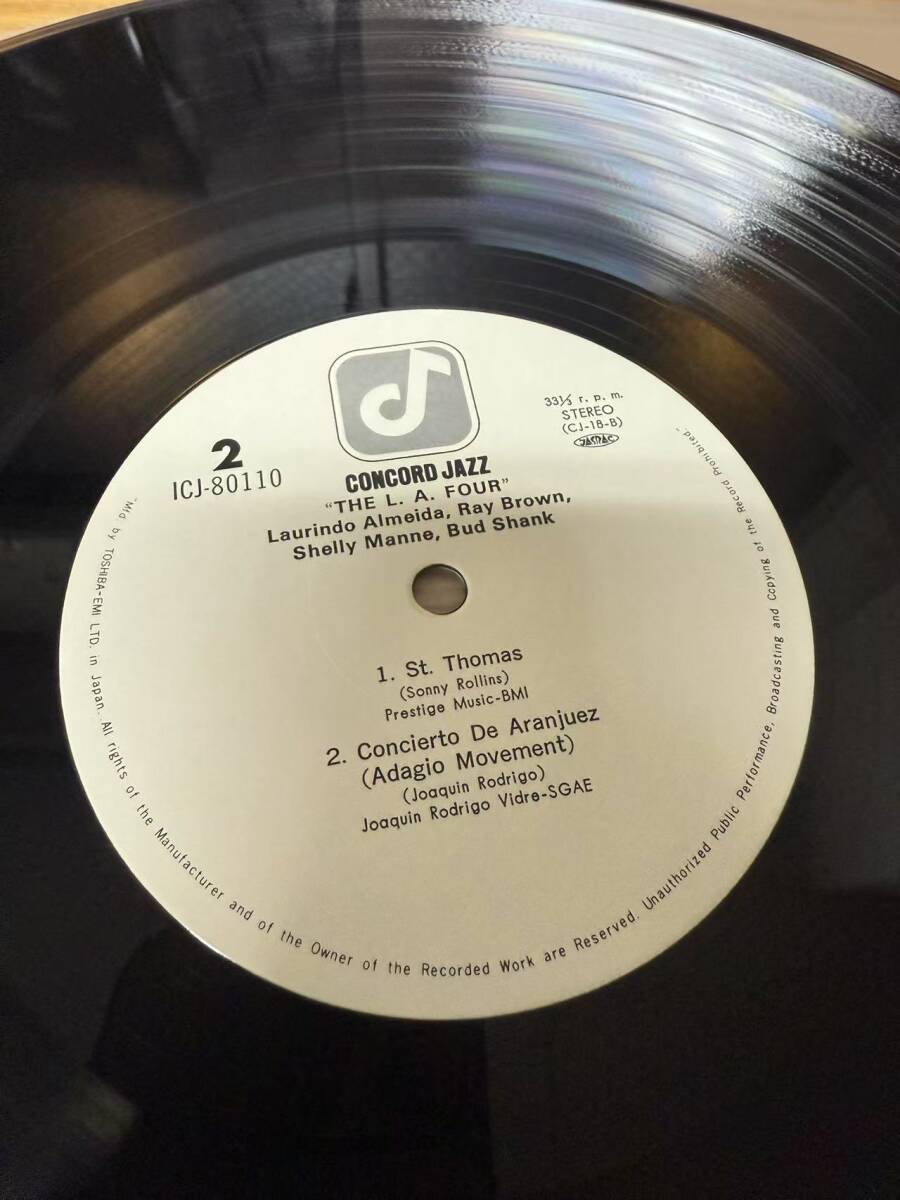 33⅓ r. p. m.
STEREO
(CJ-18-B)
JASRAC
2
ICJ-80110
CONCORD JAZZ
"THE L. A. FOUR"
Laurindo Almeida, Ray Brown,
Shelly Manne, Bud Shank
1. St. Thomas
(Sonny Rollins)
Prestige Music-BMI
2. Concierto De Aranjuez
(Adagio Movement)
(Joaquin Rodrigo)
Joaquin Rodrigo Vidre-SGAE
"Mfd by TOSHIBA-EMI LTD. in Japan. All rights of the Manufacturer and of the Owner of the Recorded Work are Reserved. Unauthorized Public Performance, Broadcasting and Copying of the Record Prohibited."